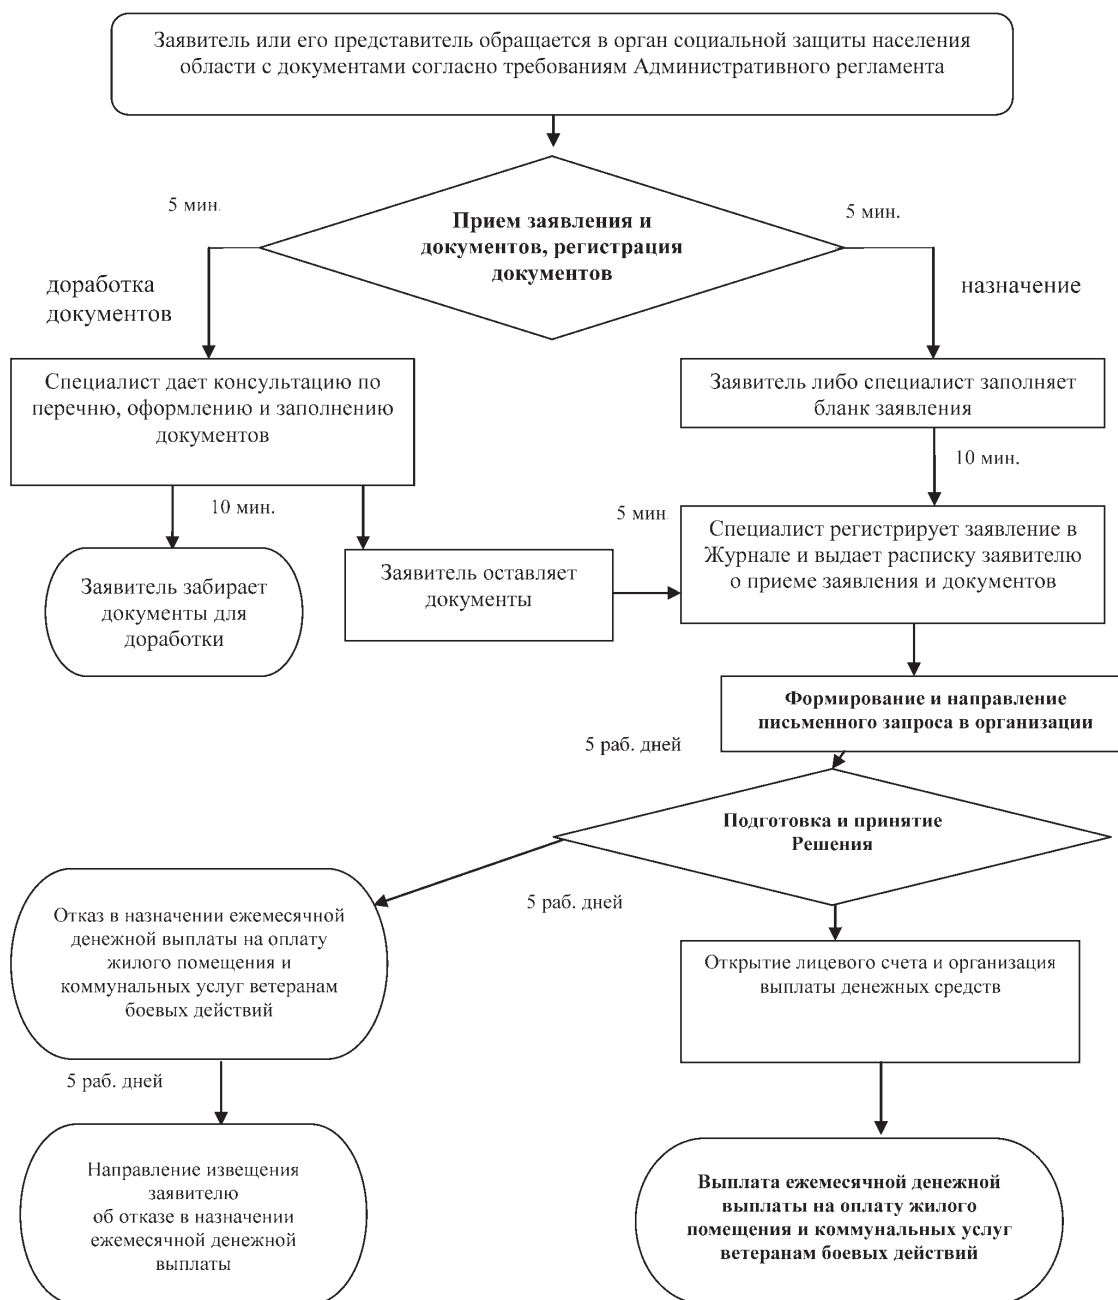 Заявитель или его представитель обращается в орган социальной защиты населения
области с документами согласно требованиям Административного регламента
5 мин.
Прием заявления и
документов, регистрация
документов
5 мин.
доработка
документов
назначение
Специалист дает консультацию по
перечню, оформлению и заполнению
документов
Заявитель либо специалист заполняет
бланк заявления
10 мин.
10 мин.
5 мин.
Заявитель забирает
документы для
доработки
Заявитель оставляет
документы
Специалист регистрирует заявление в
Журнале и выдает расписку заявителю
о приеме заявления и документов
Формирование и направление
письменного запроса в организации
5 раб. дней
Подготовка и принятие
Решения
5 раб. дней
Отказ в назначении ежемесячной
денежной выплаты на оплату
жилого помещения и
коммунальных услуг ветеранам
боевых действий
Открытие лицевого счета и организация
выплаты денежных средств
5 раб. дней
Направление извещения
заявителю
об отказе в назначении
ежемесячной денежной
выплаты
Выплата ежемесячной денежной
выплаты на оплату жилого
помещения и коммунальных услуг
ветеранам боевых действий